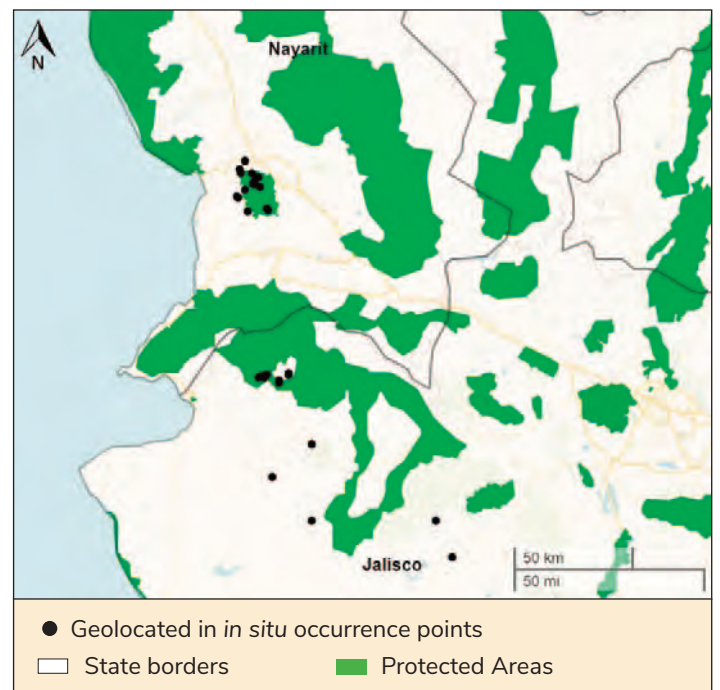 N
Nayarit
Jalisco
50 km
50 mi
Geolocated in in situ occurrence points
State borders
Protected Areas